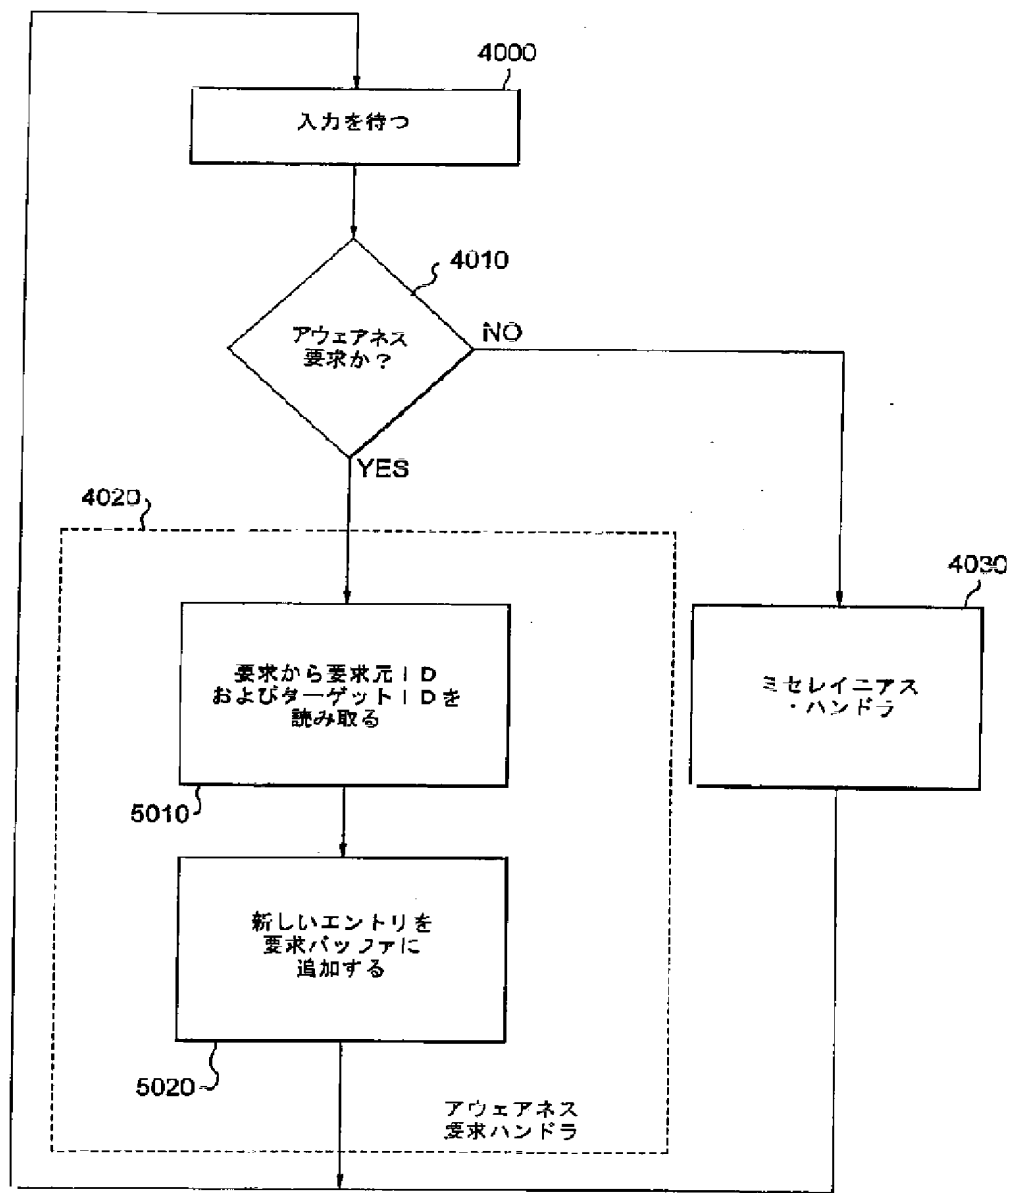 4000
入力を待つ
4010
アウェアネス
要求か?
NO
YES
4020
4030
要求から要求元ID
およびターゲットIDを
読み取る
ミセレイニアス
・ハンドラ
5010
新しいエントリを
要求バッファに
追加する
5020
アウェアネス
要求ハンドラ